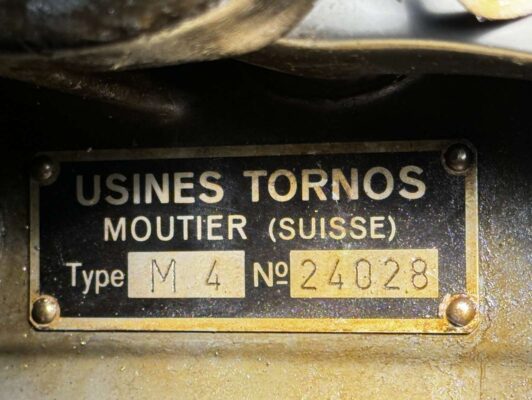 USINES TORNOS
MOUTIER (SUISSE)
Type M 4 Nº 24028